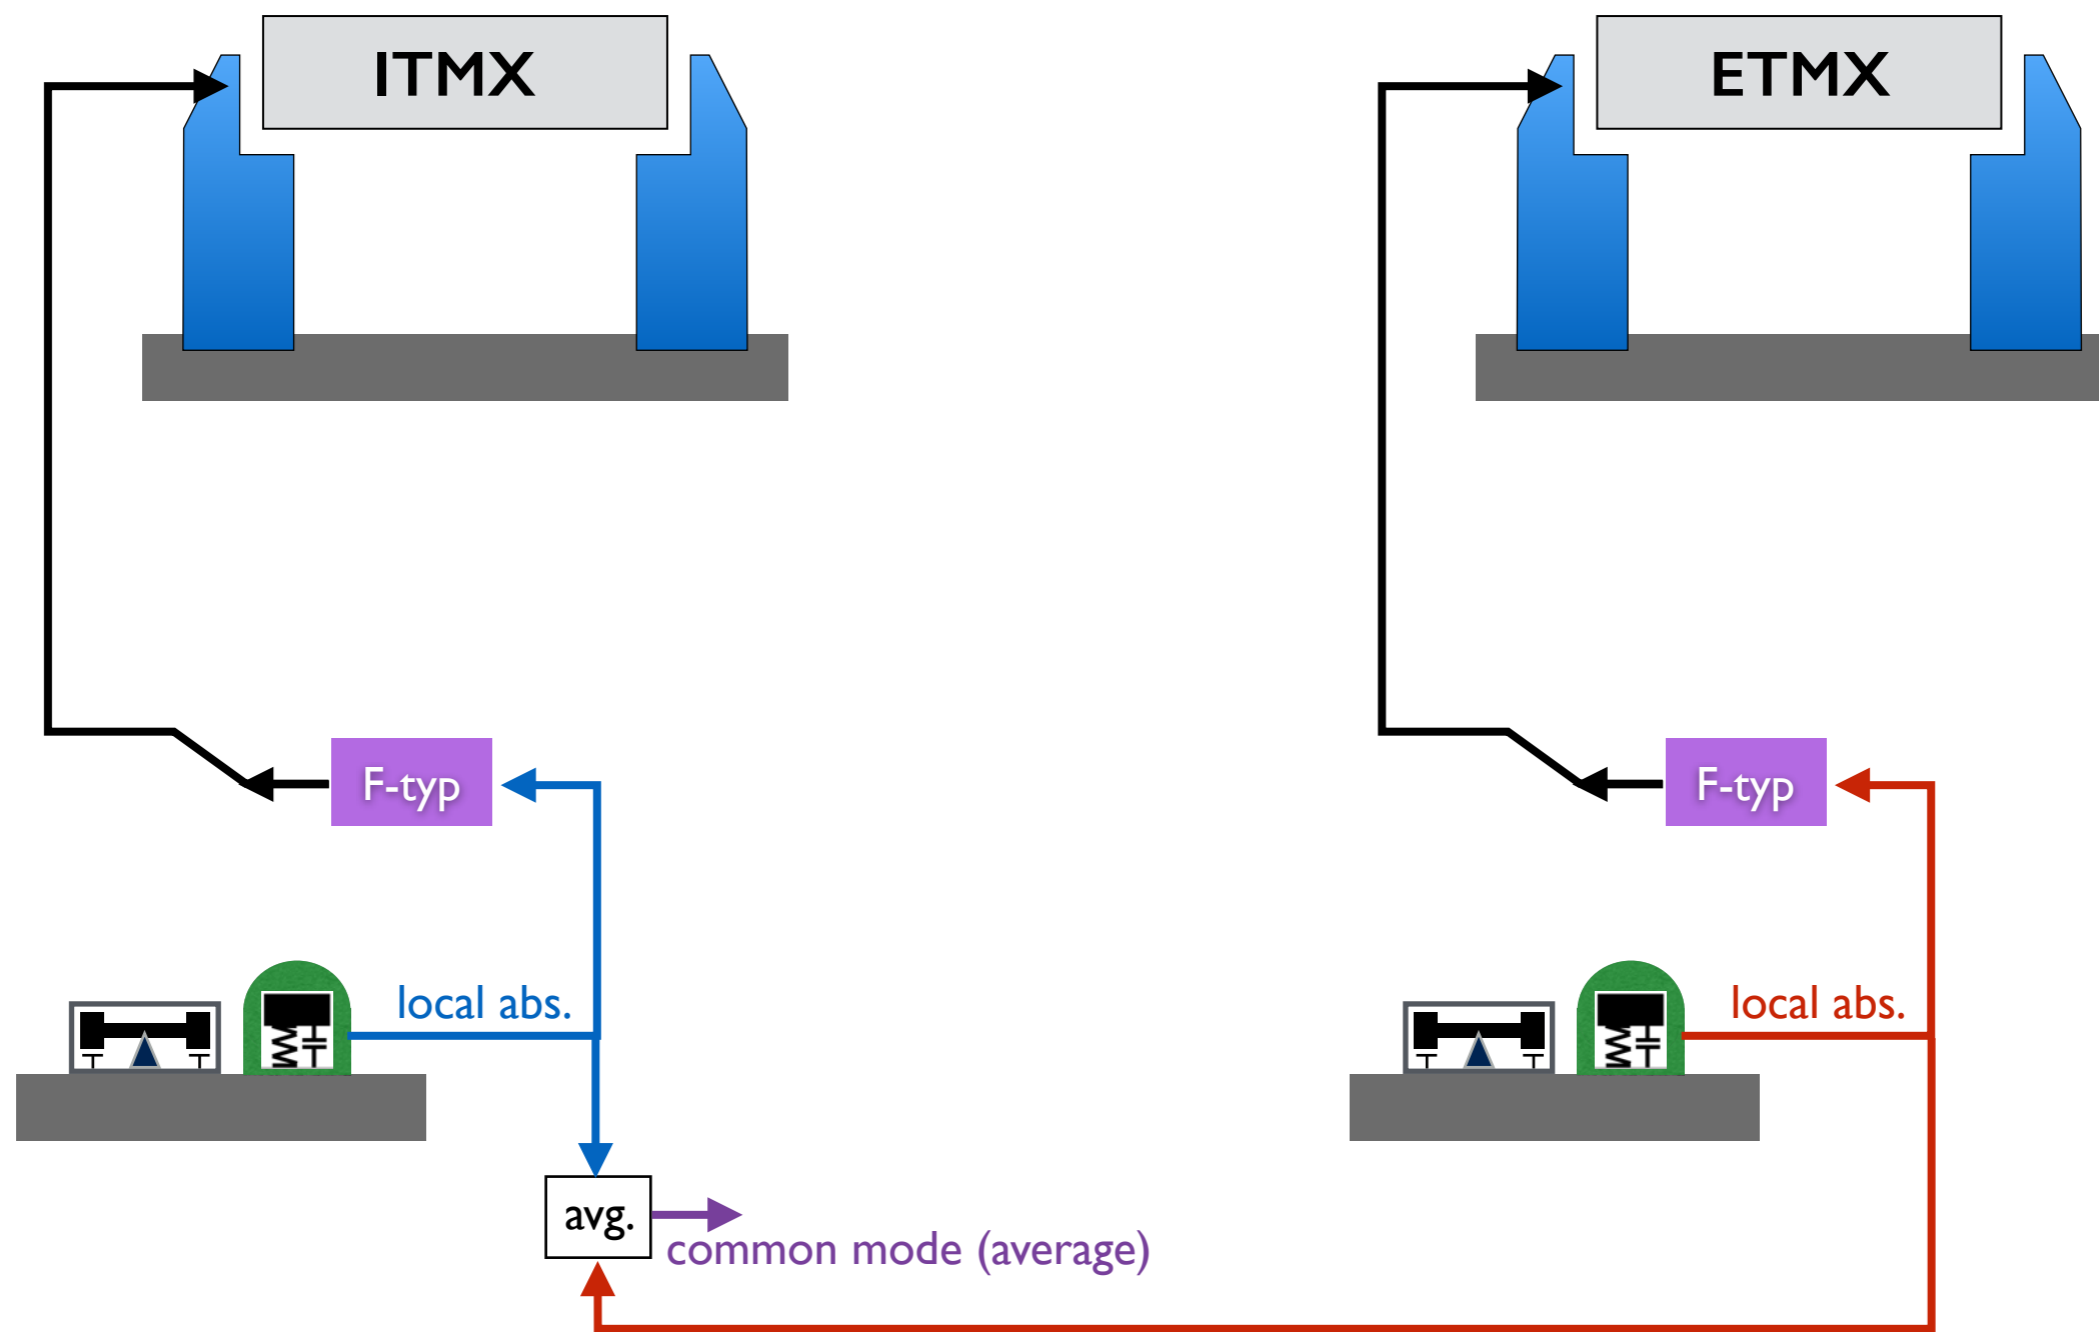 ITMX
ETMX
F-typ
F-typ
local abs.
local abs.
avg.
common mode (average)